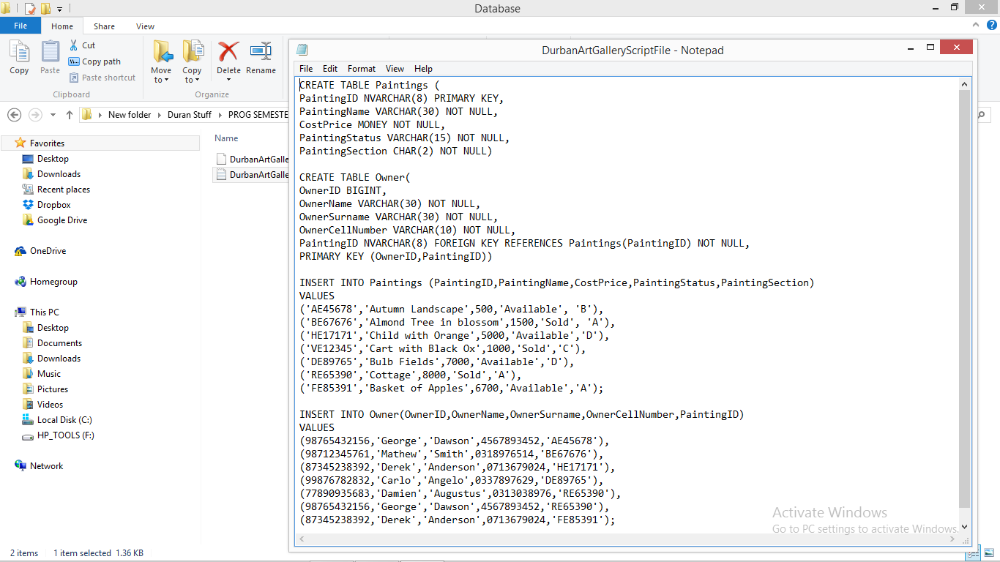 Database
File Home Share View
Copy
Paste
Cut
Copy path
Paste shortcut
Clipboard
Move to
Copy to
Delete
Rename
Organize
New folder Duran Stuff PROG SEMESTE
Favorites
Desktop
Downloads
Recent places
Dropbox
Google Drive
OneDrive
Homegroup
This PC
Desktop
Documents
Downloads
Music
Pictures
Videos
Local Disk (C:)
HP_TOOLS (F:)
Network
Name
DurbanArtGalle
DurbanArtGalle
2 items 1 item selected 1.36 KB
DurbanArtGalleryScriptFile - Notepad
File Edit Format View Help
CREATE TABLE Paintings (
PaintingID NVARCHAR(8) PRIMARY KEY,
PaintingName VARCHAR(30) NOT NULL,
CostPrice MONEY NOT NULL,
PaintingStatus VARCHAR(15) NOT NULL,
PaintingSection CHAR(2) NOT NULL)
CREATE TABLE Owner(
OwnerID BIGINT,
OwnerName VARCHAR(30) NOT NULL,
OwnerSurname VARCHAR(30) NOT NULL,
OwnerCellNumber VARCHAR(10) NOT NULL,
PaintingID NVARCHAR(8) FOREIGN KEY REFERENCES Paintings(PaintingID) NOT NULL,
PRIMARY KEY (OwnerID,PaintingID))
INSERT INTO Paintings (PaintingID,PaintingName,CostPrice,PaintingStatus,PaintingSection)
VALUES
('AE45678','Autumn Landscape',500,'Available', 'B'),
('BE67676','Almond Tree in blossom',1500,'Sold', 'A'),
('HE17171','Child with Orange',5000,'Available','D'),
('VE12345','Cart with Black Ox',1000,'Sold','C'),
('DE89765','Bulb Fields',7000,'Available','D'),
('RE65390','Cottage',8000,'Sold','A'),
('FE85391','Basket of Apples',6700,'Available','A');
INSERT INTO Owner(OwnerID,OwnerName,OwnerSurname,OwnerCellNumber,PaintingID)
VALUES
(98765432156,'George','Dawson',4567893452,'AE45678'),
(98712345761,'Mathew','Smith',0318976514,'BE67676'),
(87345238392,'Derek','Anderson',0713679024,'HE17171'),
(99876782832,'Carlo','Angelo',0337897629,'DE89765'),
(77890935683,'Damien','Augustus',0313038976,'RE65390'),
(98765432156,'George','Dawson',4567893452,'RE65390'),
(87345238392,'Derek','Anderson',0713679024,'FE85391');
Activate Windows
Go to PC settings to activate Windows.